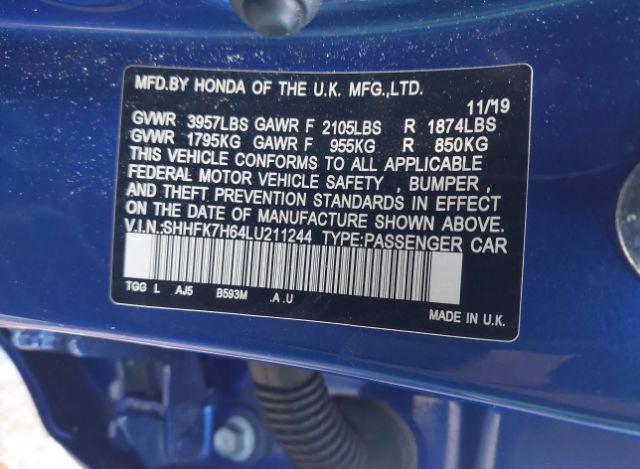 MFD.BY HONDA OF THE U.K. MFG.,LTD.
11/19
GVWR 3957LBS GAWR F 2105LBS R 1874LBS
GVWR 1795KG GAWR F 955KG R 850KG
THIS VEHICLE CONFORMS TO ALL APPLICABLE
FEDERAL MOTOR VEHICLE SAFETY , BUMPER ,
AND THEFT PREVENTION STANDARDS IN EFFECT
ON THE DATE OF MANUFACTURE SHOWN ABOVE.
V.I.N.:SHHFK7H64LU211244 TYPE:PASSENGER CAR
TGG L AJ5 B593M .A .U
MADE IN U.K.